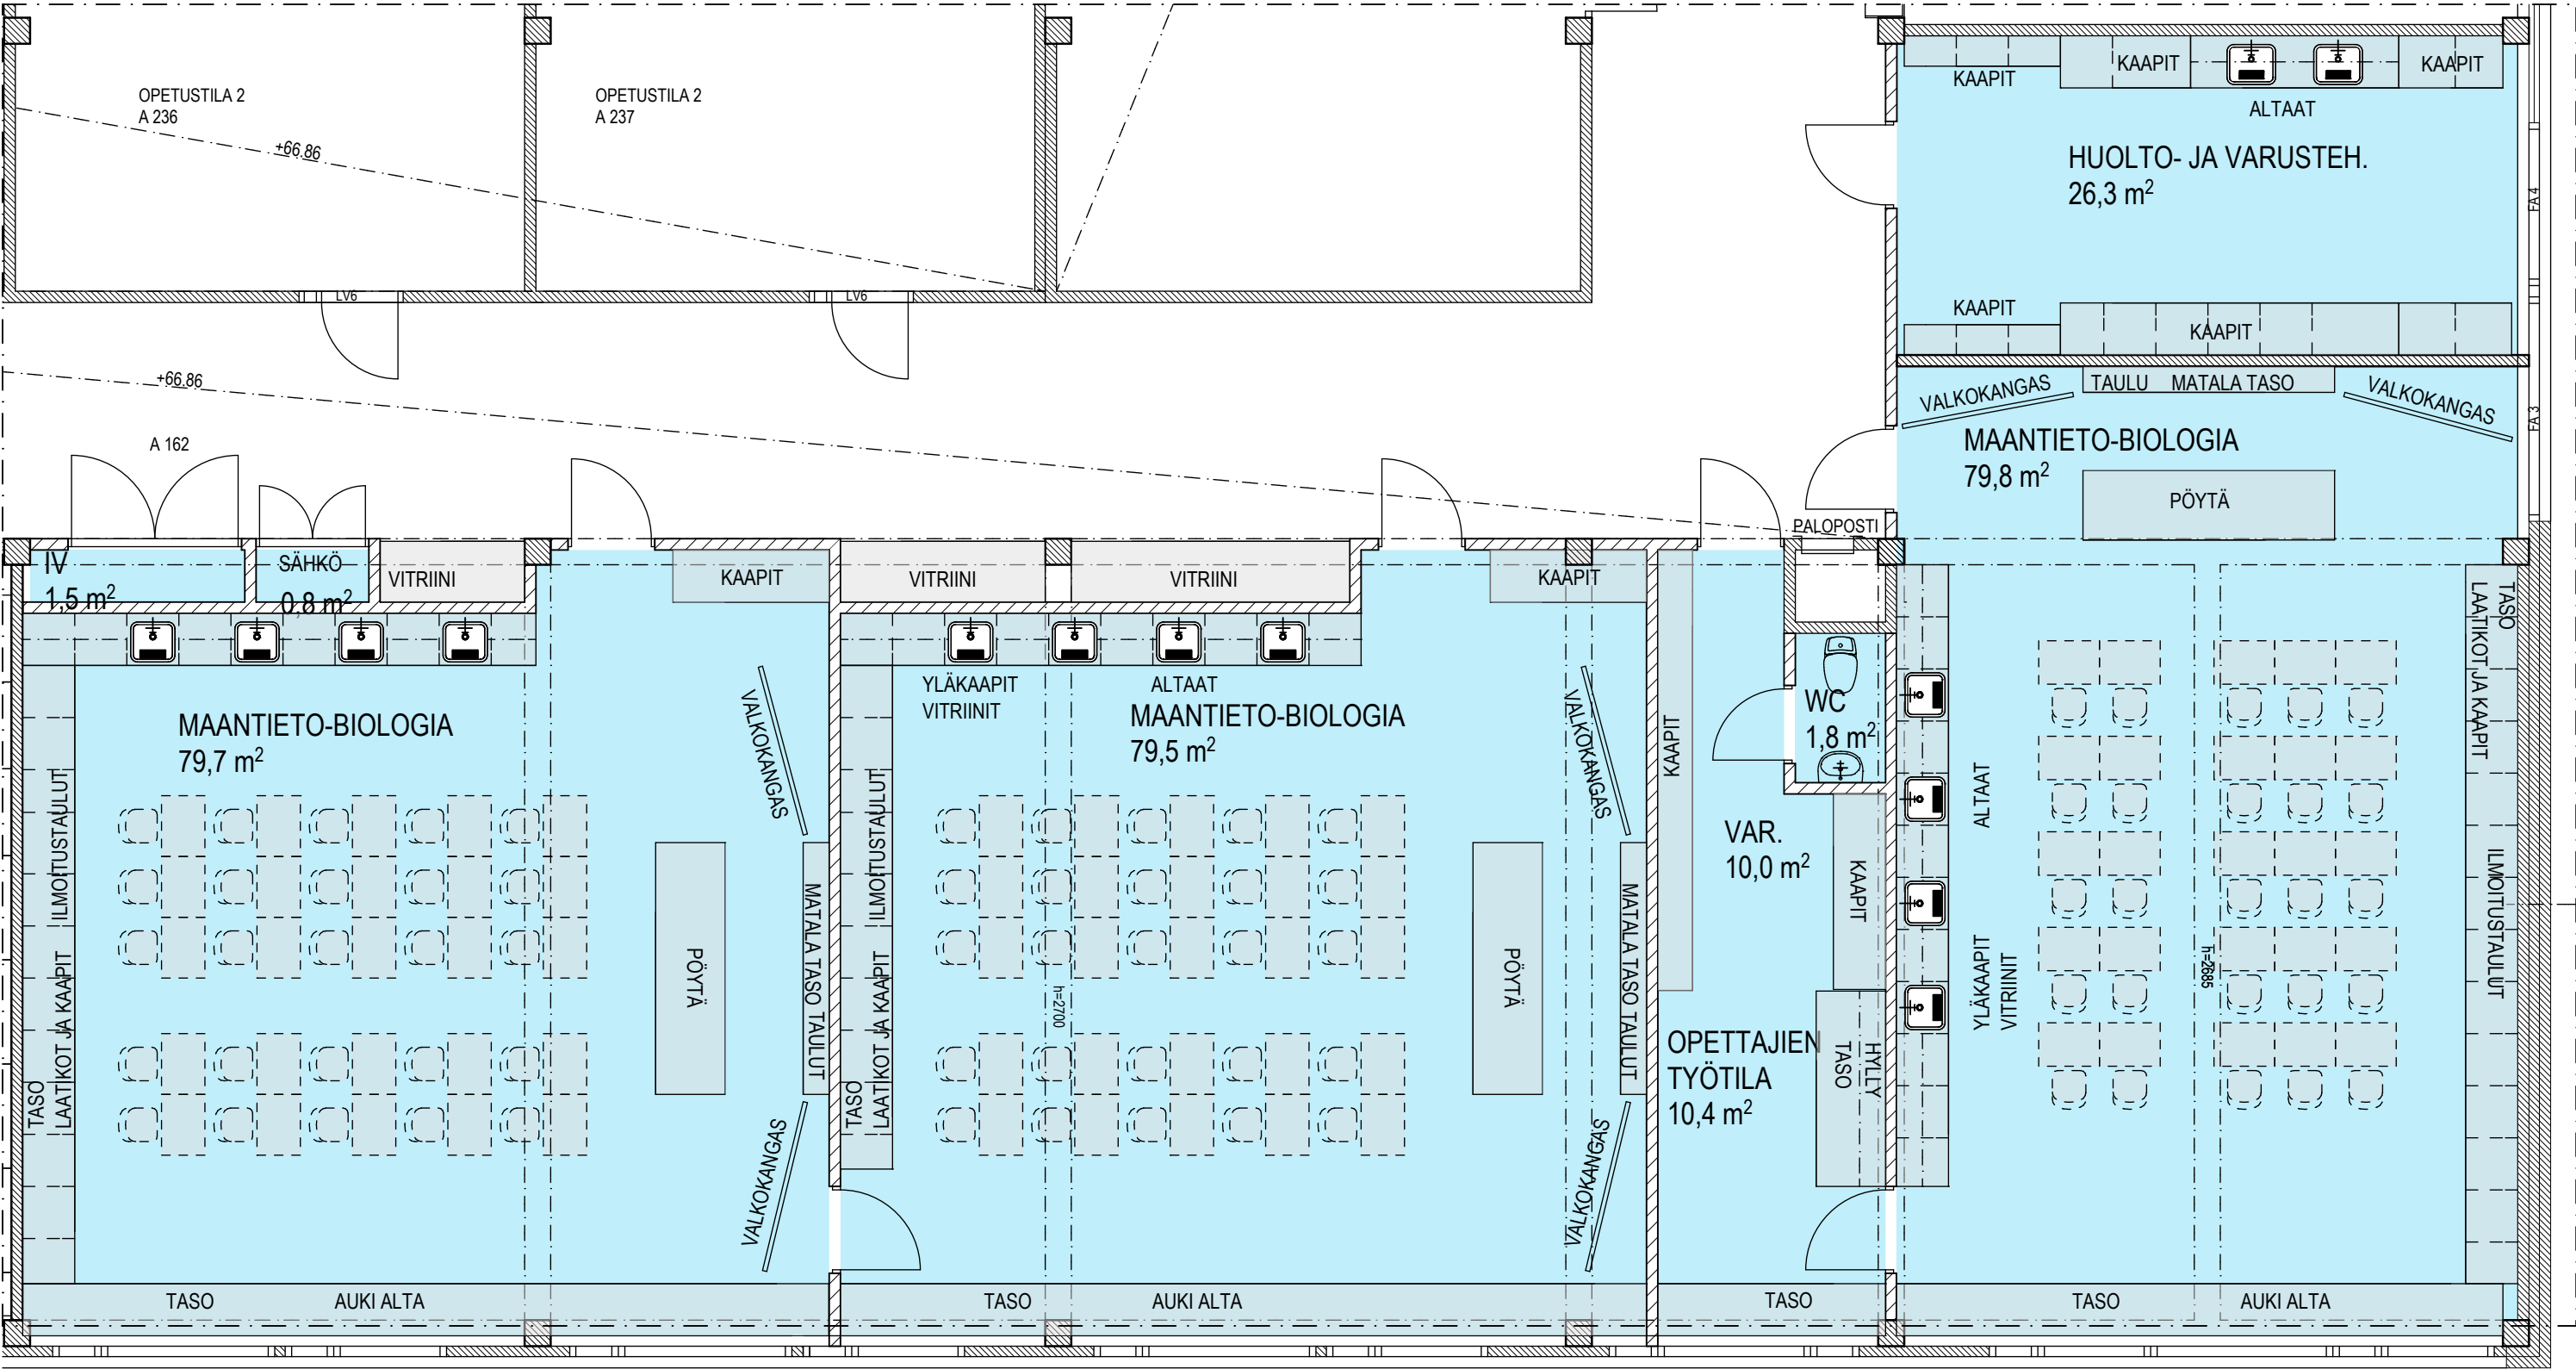 OPETUSTILA 2
A 236
+66.86
OPETUSTILA 2
A 237
LV6
LV6
+66.86
A 162
KAAPIT
KAAPIT
KAAPIT
ALTAAT
HUOLTO- JA VARUSTEH.
26,3 m²
FA 4
KAAPIT
KAAPIT
VALKOKANGAS
TAULU MATALA TASO
VALKOKANGAS
FA 3
MAANTIETO-BIOLOGIA
79,8 m²
PÖYTÄ
PALOPOSTI
IV
1,5 m²
SÄHKÖ
0,8 m²
VITRIINI
KAAPIT
VITRIINI
VITRIINI
KAAPIT
MAANTIETO-BIOLOGIA
79,7 m²
VALKOKANGAS
ILMOITUSTAULUT
TASO
LAATIKOT JA KAAPIT
PÖYTÄ
MATALA TASO TAULUT
VALKOKANGAS
TASO
AUKI ALTA
YLÄKAAPIT
VITRIINIT
ALTAAT
MAANTIETO-BIOLOGIA
79,5 m²
VALKOKANGAS
ILMOITUSTAULUT
TASO
LAATIKOT JA KAAPIT
h=2700
PÖYTÄ
MATALA TASO TAULUT
VALKOKANGAS
TASO
AUKI ALTA
KAAPIT
WC
1,8 m²
VAR.
10,0 m²
KAAPIT
OPETTAJIEN
TYÖTILA
10,4 m²
HYLLY
TASO
TASO
ALTAAT
YLÄKAAPIT
VITRIINIT
h=2685
TASO
LAATIKOT JA KAAPIT
ILMOITUSTAULUT
TASO
AUKI ALTA